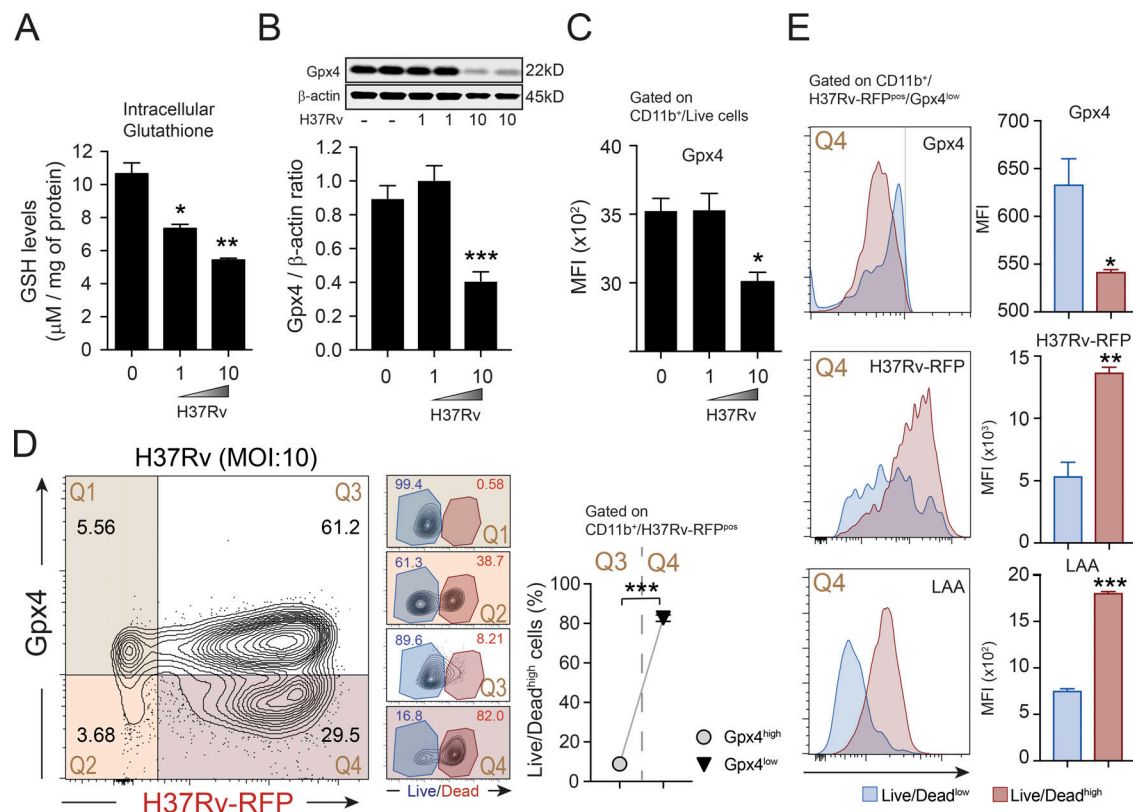 A
Intracellular
Glutathione
GSH levels
(μM / mg of protein)
12
10
8
6
4
2
0
*
**
0
1
10
H37Rv
B
Gpx4
22kD
β-actin
45kD
H37Rv - - 1 1 10 10
Gpx4 / β-actin ratio
1.2
1.0
0.8
0.6
0.4
0.2
0.0
***
0
1
10
H37Rv
C
Gated on
CD11b⁺/Live cells
Gpx4
MFI (x10²)
40
35
30
*
0
1
10
H37Rv
D
H37Rv (MOI:10)
Q1
Q3
5.56
61.2
3.68
29.5
Q2
Q4
Gpx4
H37Rv-RFP
99.4
0.58
Q1
61.3
38.7
Q2
89.6
8.21
Q3
16.8
82.0
Q4
Live/Dead
Gated on
CD11b⁺/H37Rv-RFPᵖᵒˢ
Q3
Q4
***
Live/Deadʰⁱᵍʰ cells (%)
100
80
60
40
20
0
Gpx4ʰⁱᵍʰ
Gpx4ˡᵒʷ
E
Gated on CD11b⁺/
H37Rv-RFPᵖᵒˢ/Gpx4ˡᵒʷ
Q4
Gpx4
Gpx4
MFI
700
650
600
550
500
*
Q4
H37Rv-RFP
H37Rv-RFP
MFI (x10³)
15
10
5
0
**
Q4
LAA
LAA
MFI (x10²)
20
15
10
5
0
***
Live/Deadˡᵒʷ
Live/Deadʰⁱᵍʰ